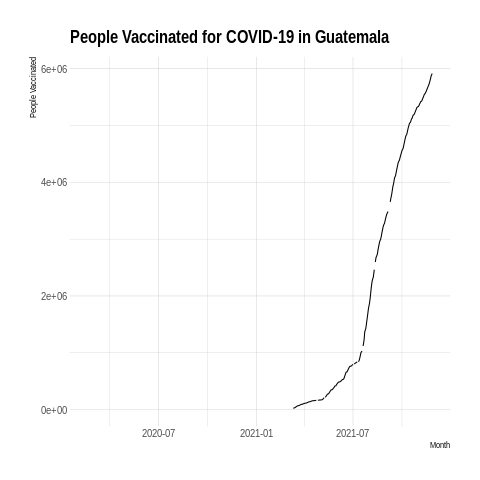 People Vaccinated for COVID-19 in Guatemala
People Vaccinated
6e+06
4e+06
2e+06
0e+00
2020-07 2021-01 2021-07
Month